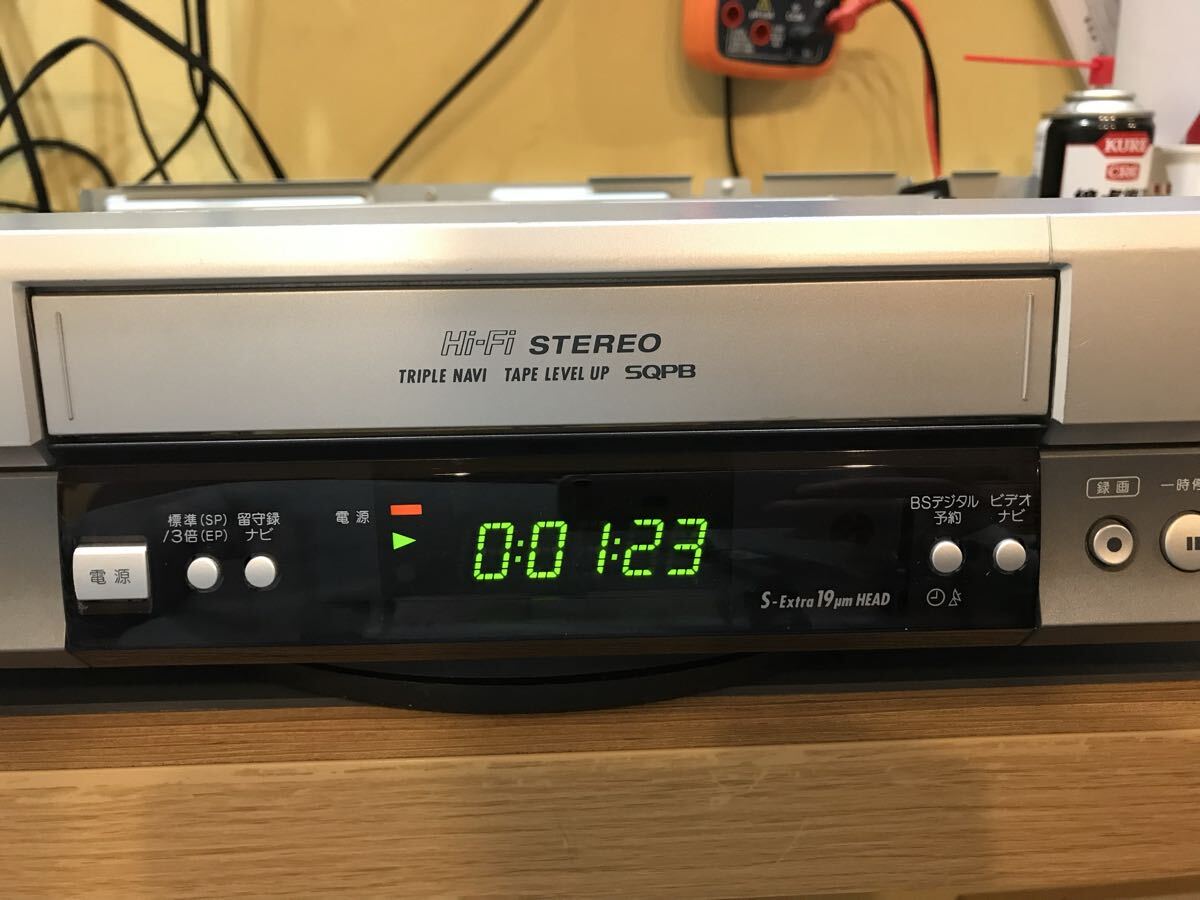 KURE
CRC
Hi-Fi STEREO
TRIPLE NAVI TAPE LEVEL UP SQPB
標準(SP)
/3倍(EP)
留守録
ナビ
電源
電源
0:01:23
S-Extra 19μm HEAD
BSデジタル
予約
ビデオ
ナビ
録画
一時停